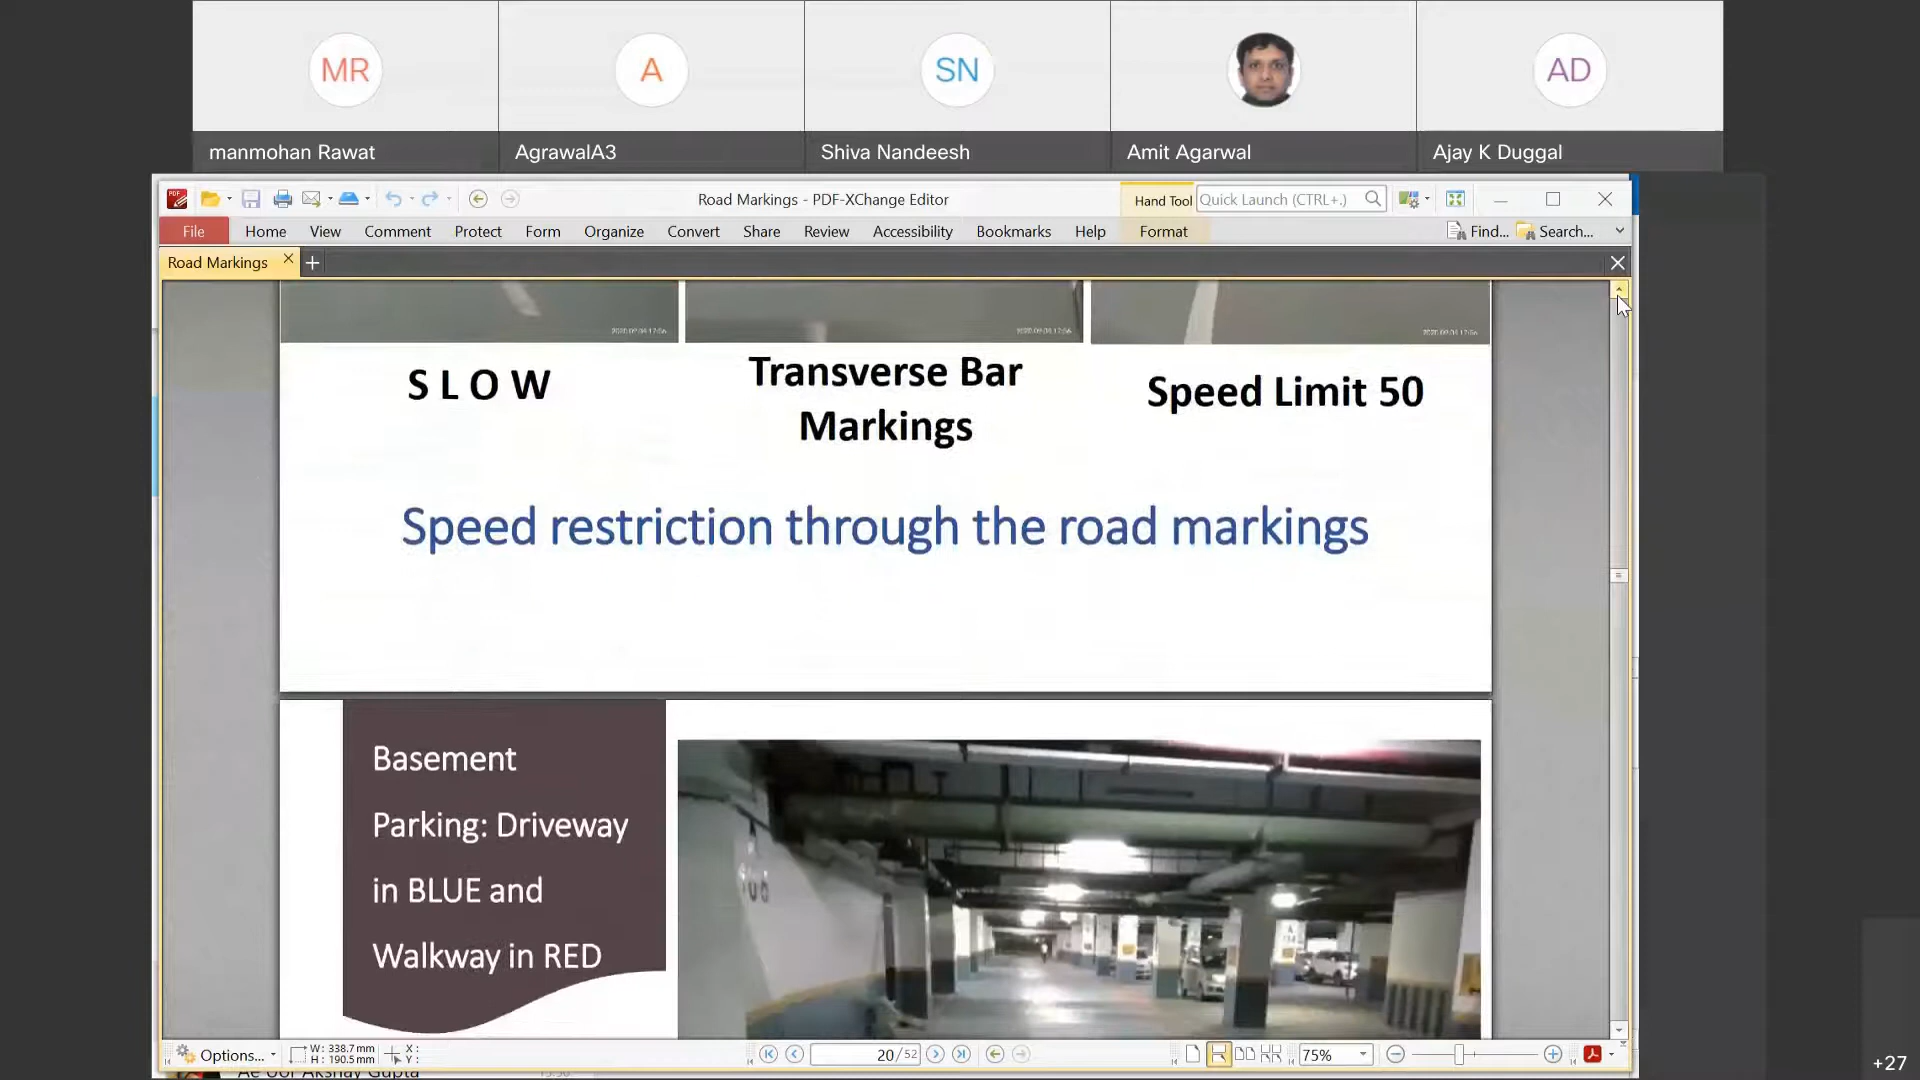 MR
A
SN
AD
manmohan Rawat
AgrawalA3
Shiva Nandeesh
Amit Agarwal
Ajay K Duggal
Road Markings - PDF-XChange Editor
Hand Tool
Quick Launch (CTRL+.)
File
Home
View
Comment
Protect
Form
Organize
Convert
Share
Review
Accessibility
Bookmarks
Help
Format
Find...
Search...
Road Markings
S L O W
Transverse Bar
Markings
Speed Limit 50
Speed restriction through the road markings
Basement
Parking: Driveway
in BLUE and
Walkway in RED
Options...
W: 338.7 mm
H: 190.5 mm
X:
Y:
20 / 52
75%
+27